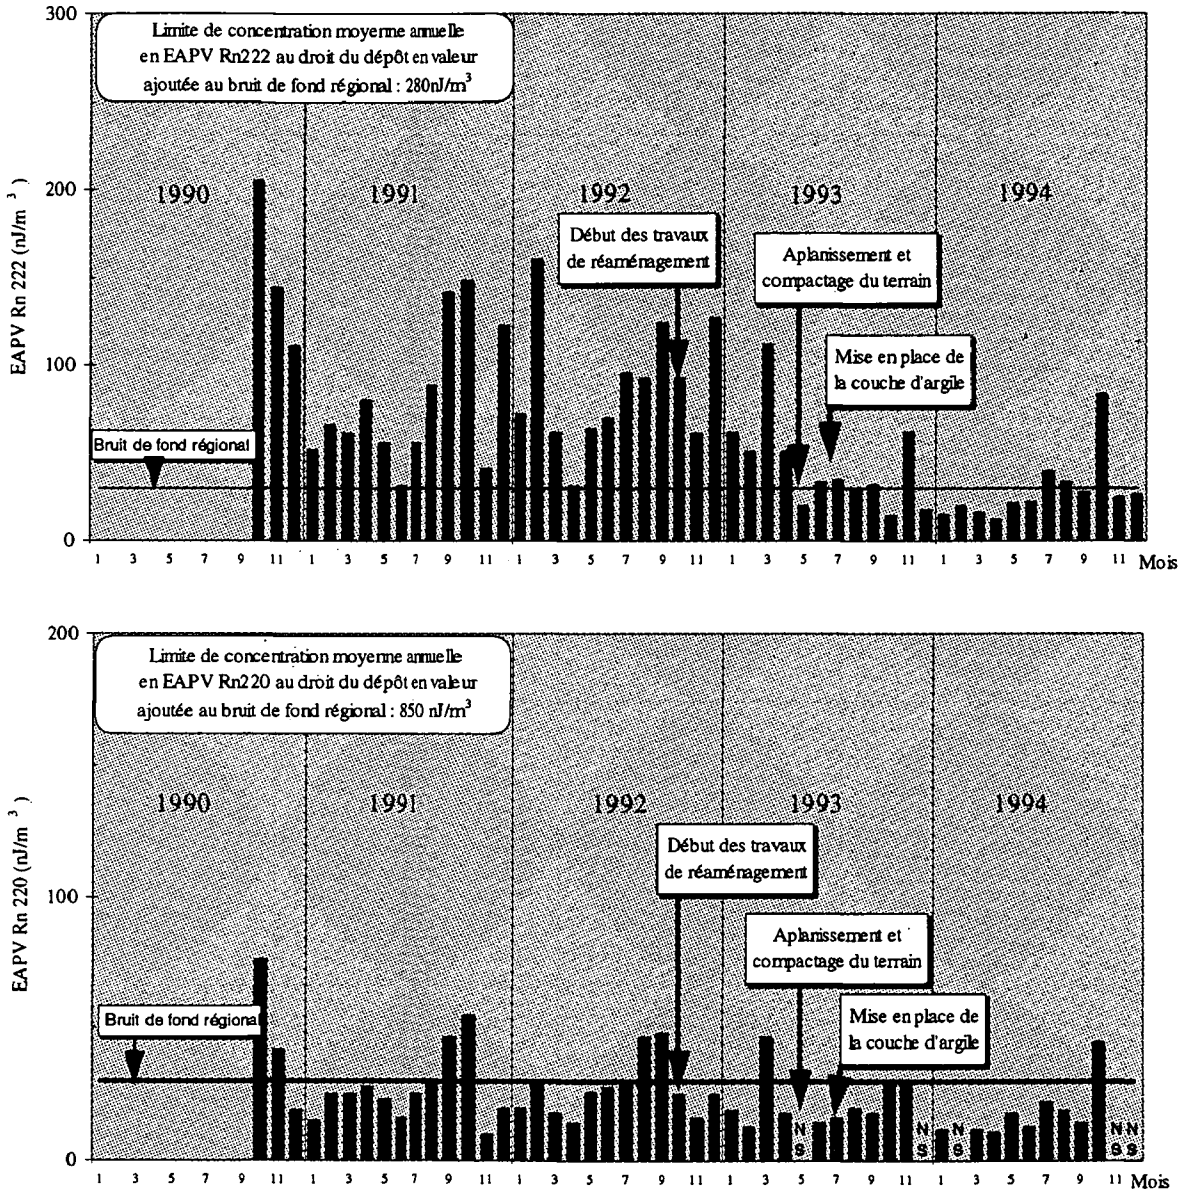 300
Limite de concentration moyenne annuelle
en EAPV Rn222 au droit du dépôt en valeur
ajoutée au bruit de fond régional : 280nJ/m³
200
1990
1991
1992
1993
1994
Début des travaux
de réaménagement
Aplanissement et
compactage du terrain
EAPV Rn 222 (nJ/m³)
100
Mise en place de
la couche d'argile
Bruit de fond régional
0
1 3 5 7 9 11 1 3 5 7 9 11 1 3 5 7 9 11 1 3 5 7 9 11 1 3 5 7 9 11 Mois
200
Limite de concentration moyenne annuelle
en EAPV Rn220 au droit du dépôt en valeur
ajoutée au bruit de fond régional : 850 nJ/m³
1990
1991
1992
1993
1994
Début des travaux
de réaménagement
EAPV Rn 220 (nJ/m³)
100
Aplanissement et
compactage du terrain
Bruit de fond régional
Mise en place de
la couche d'argile
NS
NS
NS
NS
NS
0
1 3 5 7 9 11 1 3 5 7 9 11 1 3 5 7 9 11 1 3 5 7 9 11 1 3 5 7 9 11 Mois